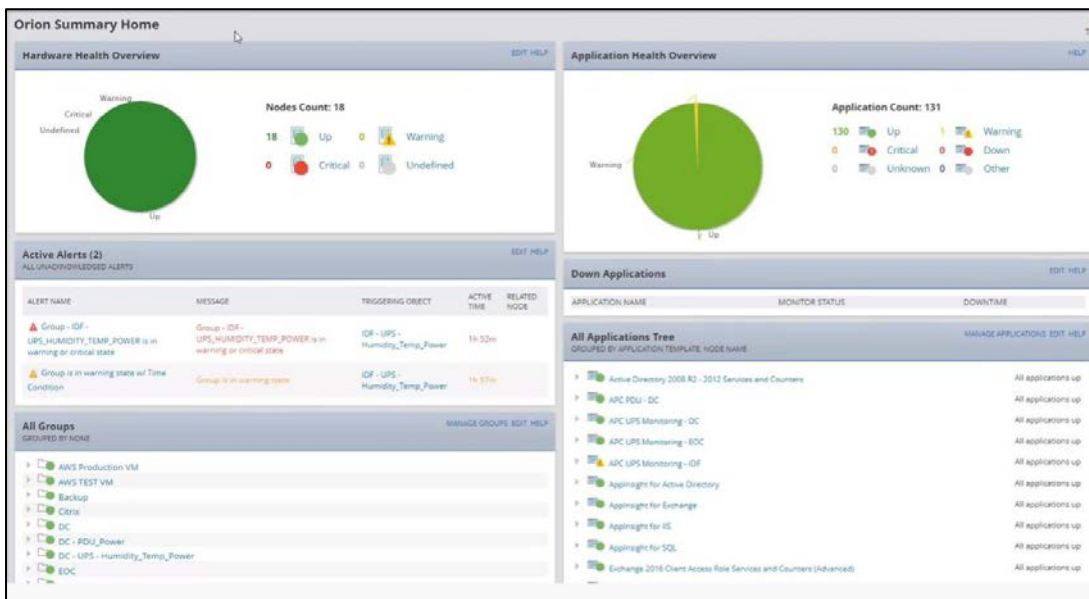 Orion Summary Home
Hardware Health Overview
EDIT HELP
Warning
Critical
Undefined
Up
Nodes Count: 18
18 Up 0 Warning
0 Critical 0 Undefined
Active Alerts (2)
ALL UNACKNOWLEDGED ALERTS
EDIT HELP
ALERT NAME MESSAGE TRIGGERING OBJECT ACTIVE TIME RELATED NODE
Group - IDF - UPS_HUMIDITY_TEMP_POWER is in warning or critical state
Group - IDF - UPS_HUMIDITY_TEMP_POWER is in warning or critical state
IDF - UPS - Humidity_Temp_Power
1h 52m
Group is in warning state w/ Time Condition
Group is in warning state
IDF - UPS - Humidity_Temp_Power
1h 57m
All Groups
GROUPED BY NONE
MANAGE GROUPS EDIT HELP
AWS Production VM
AWS TEST VM
Backup
Citrix
DC
DC - PDU_Power
DC - UPS - Humidity_Temp_Power
EOC
Application Health Overview
HELP
Warning
Up
Application Count: 131
130 Up 1 Warning
0 Critical 0 Down
0 Unknown 0 Other
Down Applications
EDIT HELP
APPLICATION NAME MONITOR STATUS DOWNTIME
All Applications Tree
GROUPED BY APPLICATION TEMPLATE, NODE NAME
MANAGE APPLICATIONS EDIT HELP
Active Directory 2008 R2 - 2012 Services and Counters All applications up
APC PDU - DC All applications up
APC UPS Monitoring - DC All applications up
APC UPS Monitoring - EOC All applications up
APC UPS Monitoring - IDF All applications up
AppInsight for Active Directory All applications up
AppInsight for Exchange All applications up
AppInsight for IIS All applications up
AppInsight for SQL All applications up
Exchange 2016 Client Access Role Services and Counters (Advanced) All applications up